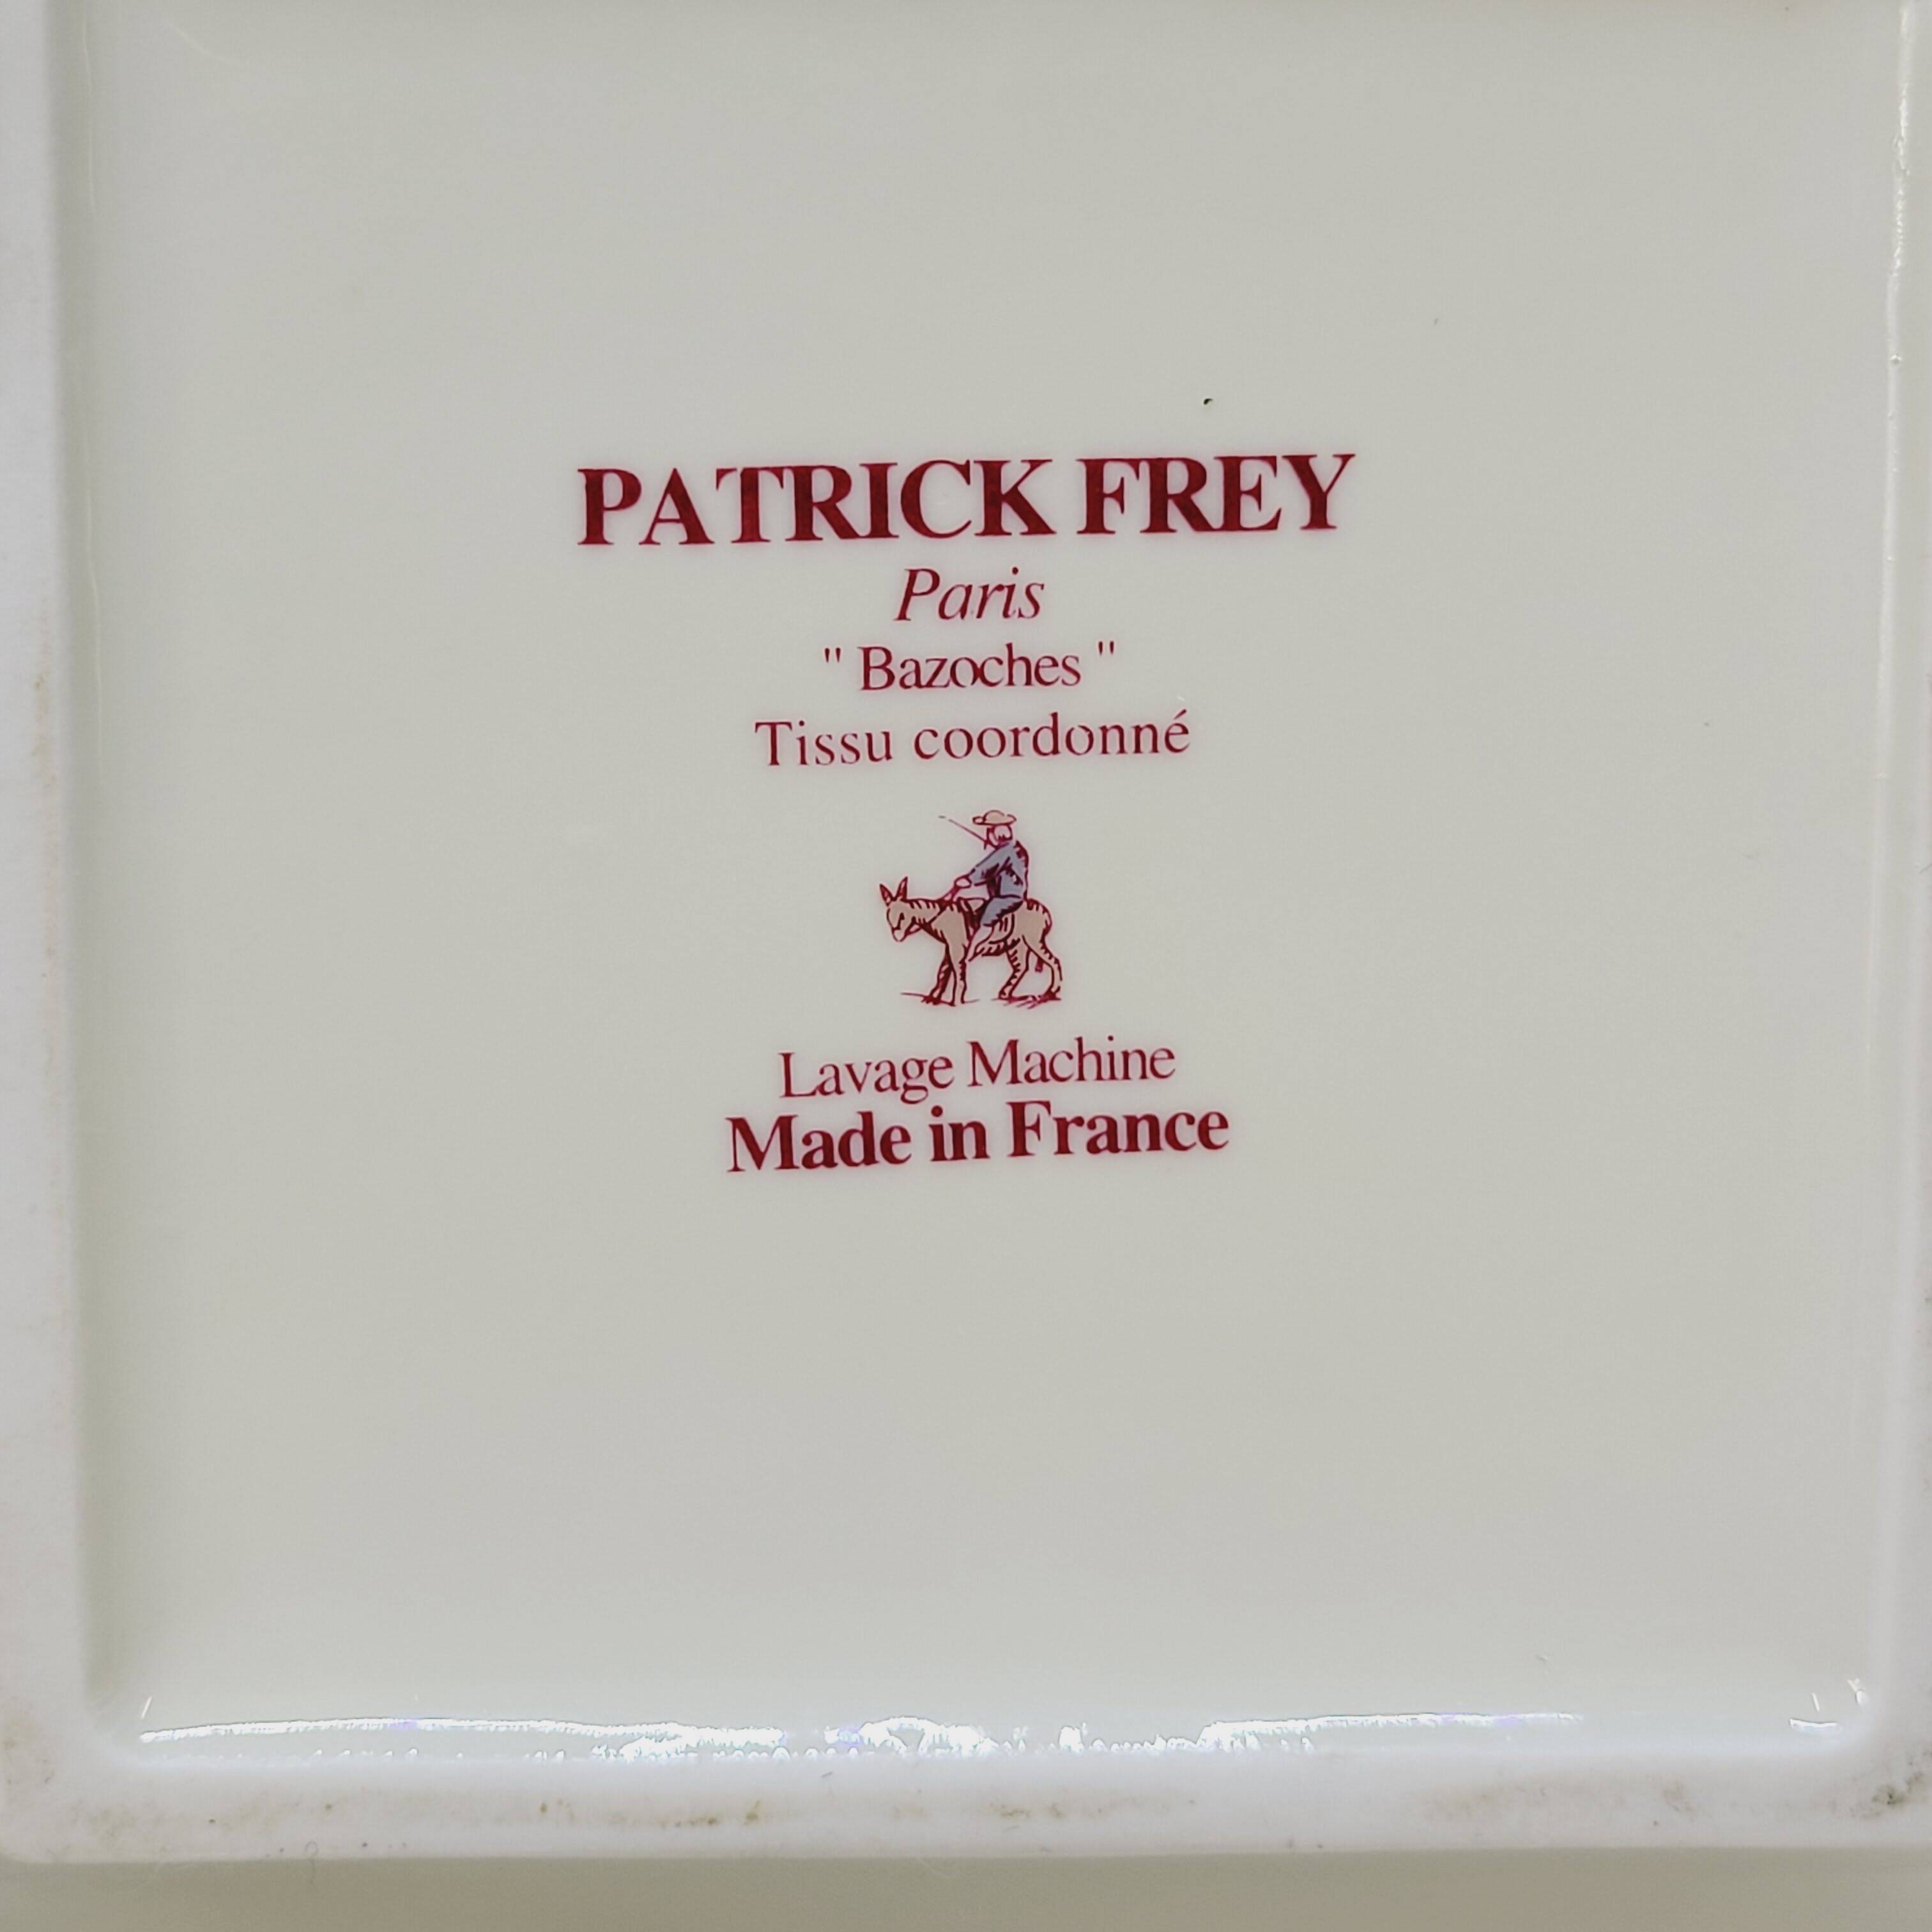 PATRICK FREY
Paris
" Bazoches "
Tissu coordonné
Lavage Machine
Made in France